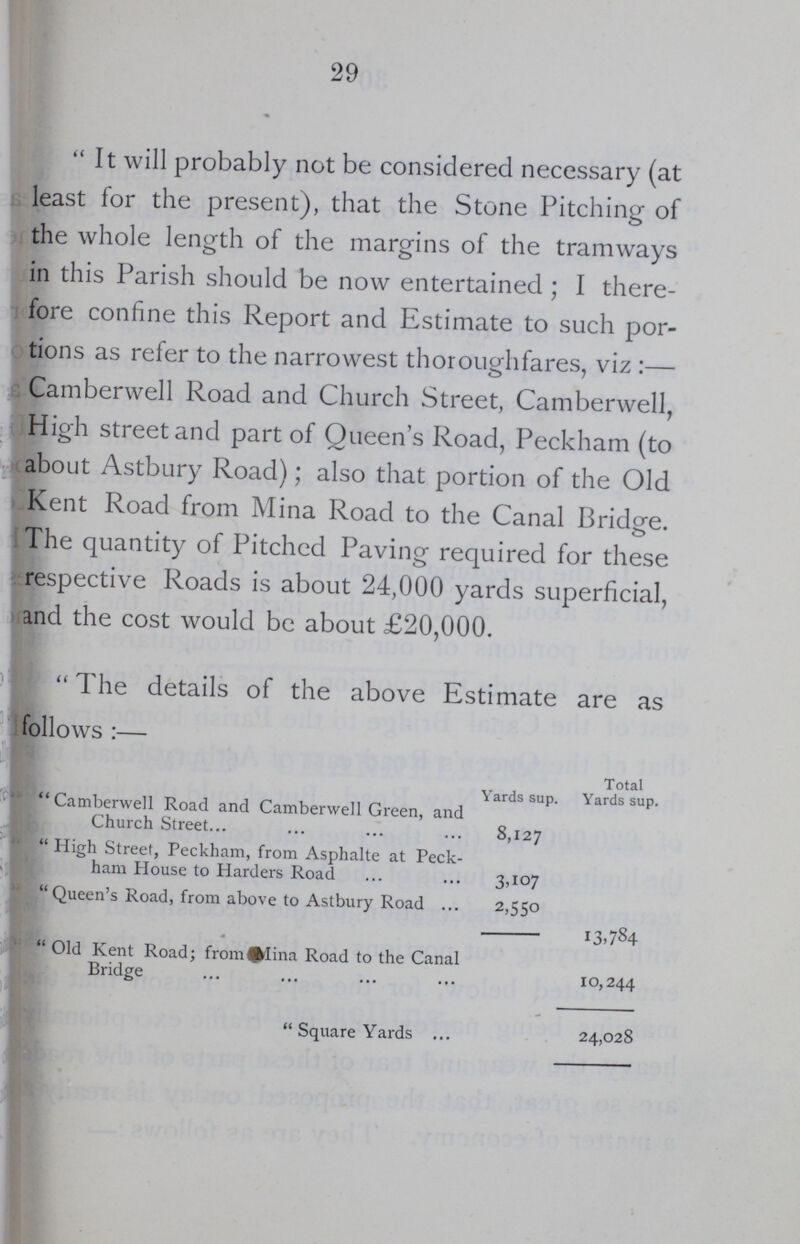 29
" It will probably not be considered necessary (at
least for the present), that the Stone Pitching of
the whole length of the margins of the tramways
in this Parish should be now entertained ; I there-
fore confine this Report and Estimate to such por-
tions as refer to the narrowest thoroughfares, viz :—
Camberwell Road and Church Street, Camberwell,
High street and part of Queen's Road, Peckham (to
about Astbury Road) ; also that portion of the Old
Kent Road from Mina Road to the Canal Bridge.
The quantity of Pitched Paving required for these
respective Roads is about 24,000 yards superficial,
and the cost would be about £20,000.
" The details of the above Estimate are as
follows :—
Yards sup. Total Yards sup.
" Camberwell Road and Camberwell Green, and
Church Street... ... ... ... 8,127
" High Street, Peckham, from Asphalte at Peck-
ham House to Harders Road ... ... 3,107
" Queen's Road, from above to Astbury Road ... 2,550
13,784
" Old Kent Road; from Mina Road to the Canal
Bridge ... ... ... ... 10,244
" Square Yards ... 24,028